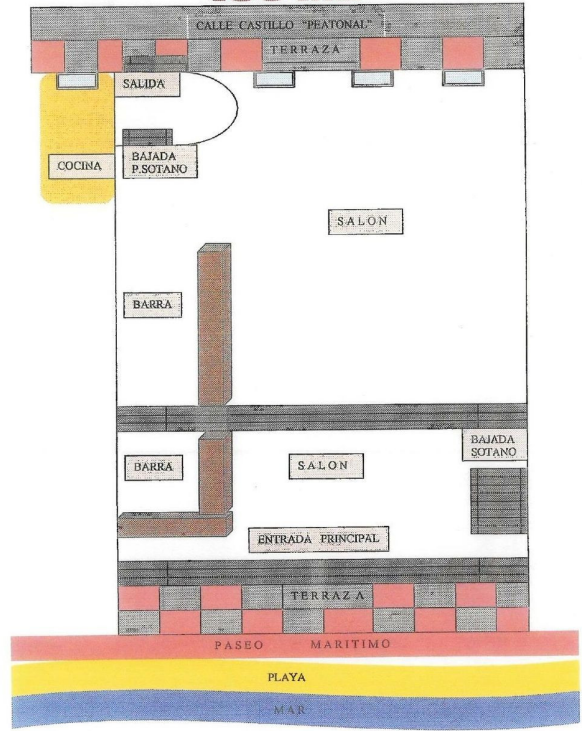 CALLE CASTILLO "PEATONAL"
TERRAZA
SALIDA
COCINA
BAJADA
P.SOTANO
SALON
BARRA
BAJADA
SOTANO
BARRA
SALON
ENTRADA PRINCIPAL
TERRAZA
PASEO MARITIMO
PLAYA
MAR